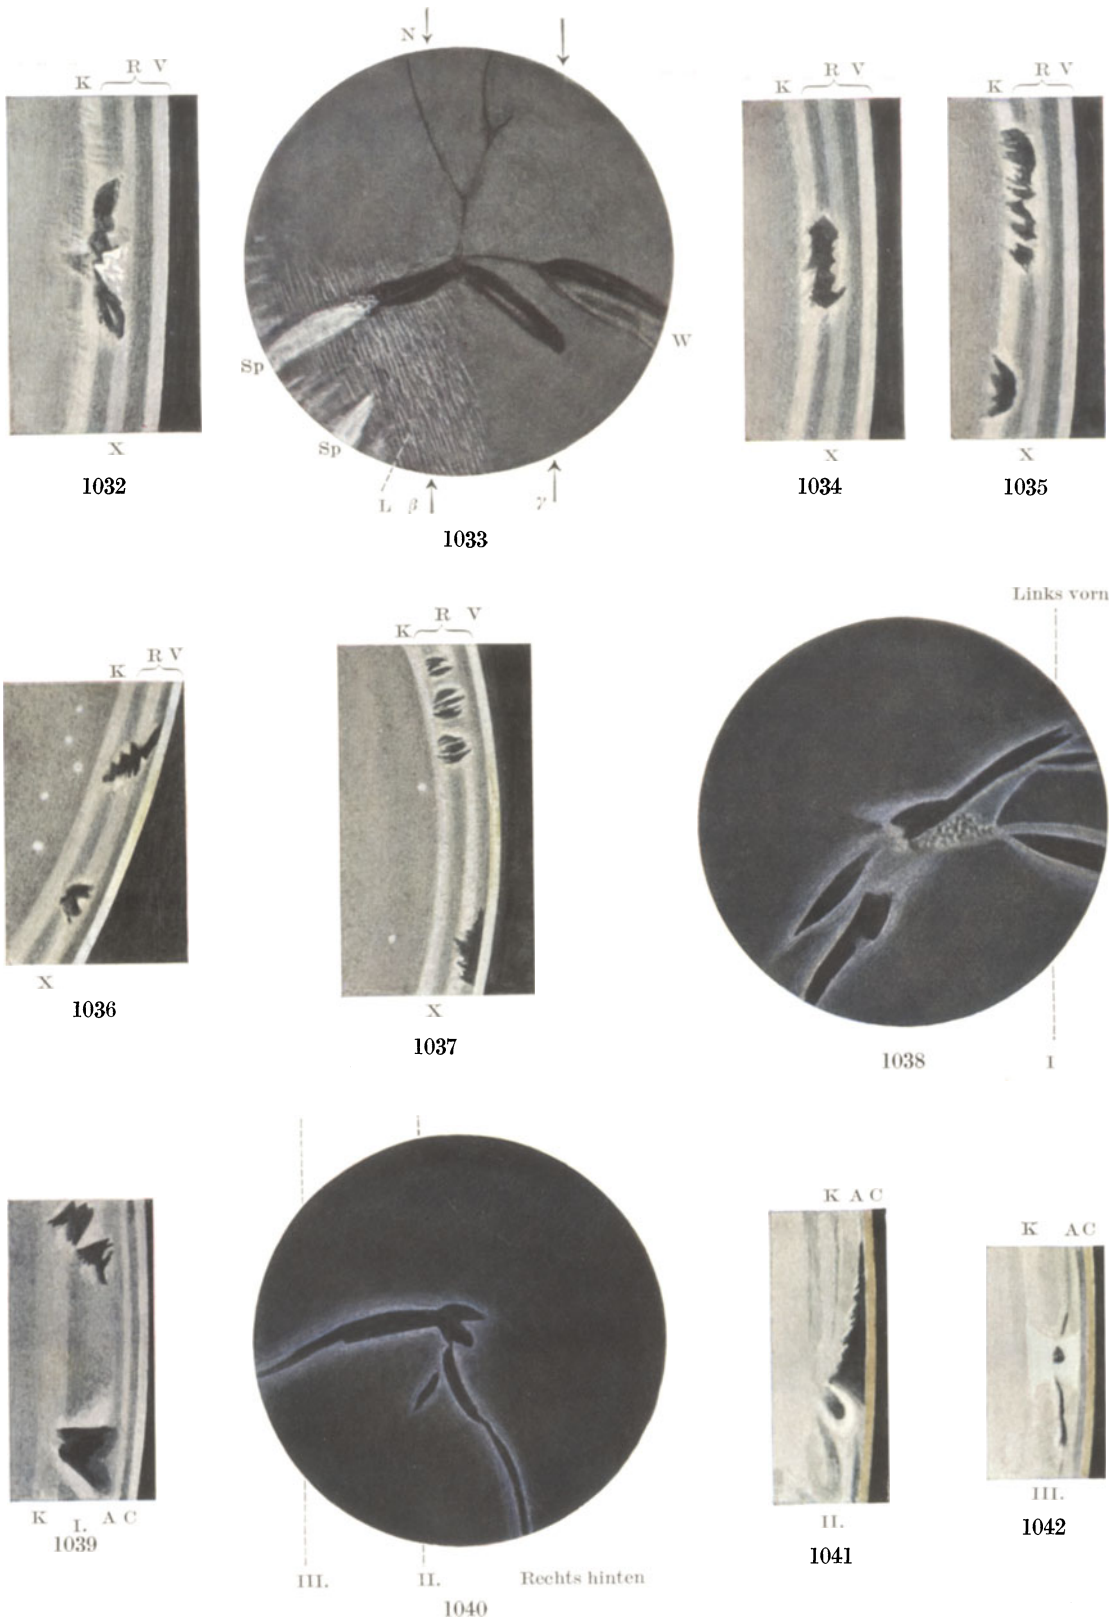 K R V
X
1032
N
Sp
Sp
L β γ
W
1033
K R V
X
1034
K R V
X
1035
K R V
X
1036
K R V
X
1037
Links vorn
1038 I
K I. A C
1039
III. II. Rechts hinten
1040
K A C
II.
1041
K A C
III.
1042